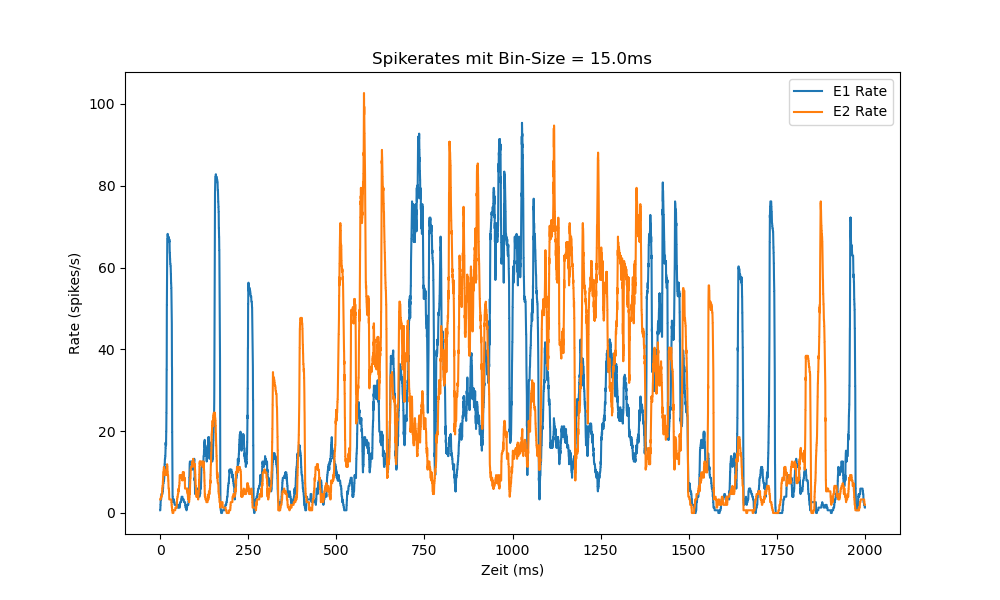 Spikerates mit Bin-Size = 15.0ms
E1 Rate
E2 Rate
Rate (spikes/s)
100
80
60
40
20
0
0 250 500 750 1000 1250 1500 1750 2000
Zeit (ms)